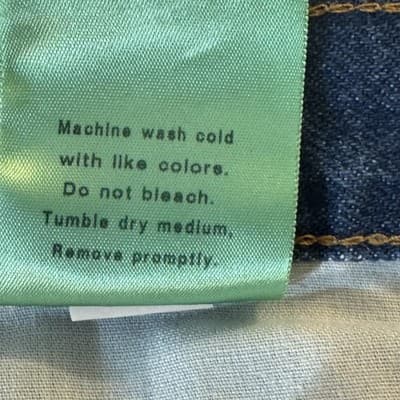 Machine wash cold
with like colors.
Do not bleach.
Tumble dry medium,
Remove promptly.